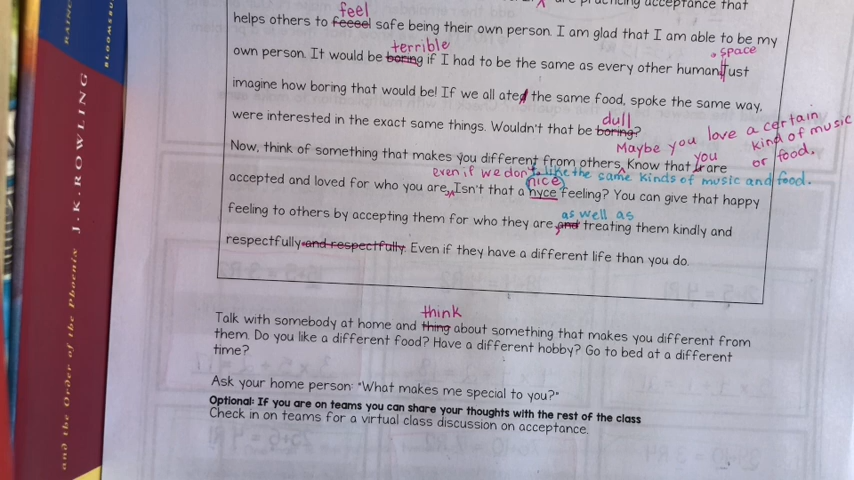 are practicing acceptance that
feel
helps others to feeeel safe being their own person. I am glad that I am able to be my
terrible
space
own person. It would be boring if I had to be the same as every other human. Just
imagine how boring that would be! If we all ate the same food, spoke the same way,
dull
were interested in the exact same things. Wouldn't that be boring?
Maybe you love a certain
kind of music
or food.
you
Now, think of something that makes you different from others. Know that are
even if we don't like the same kinds of music and food.
nice
accepted and loved for who you are. Isn't that a nyce feeling? You can give that happy
as well as
feeling to others by accepting them for who they are and treating them kindly and
respectfully and respectfully. Even if they have a different life than you do.
think
Talk with somebody at home and thing about something that makes you different from
them. Do you like a different food? Have a different hobby? Go to bed at a different
time?
Ask your home person: "What makes me special to you?"
Optional: If you are on teams you can share your thoughts with the rest of the class
Check in on teams for a virtual class discussion on acceptance.
and the Order of the Phoenix J.K.ROWLING